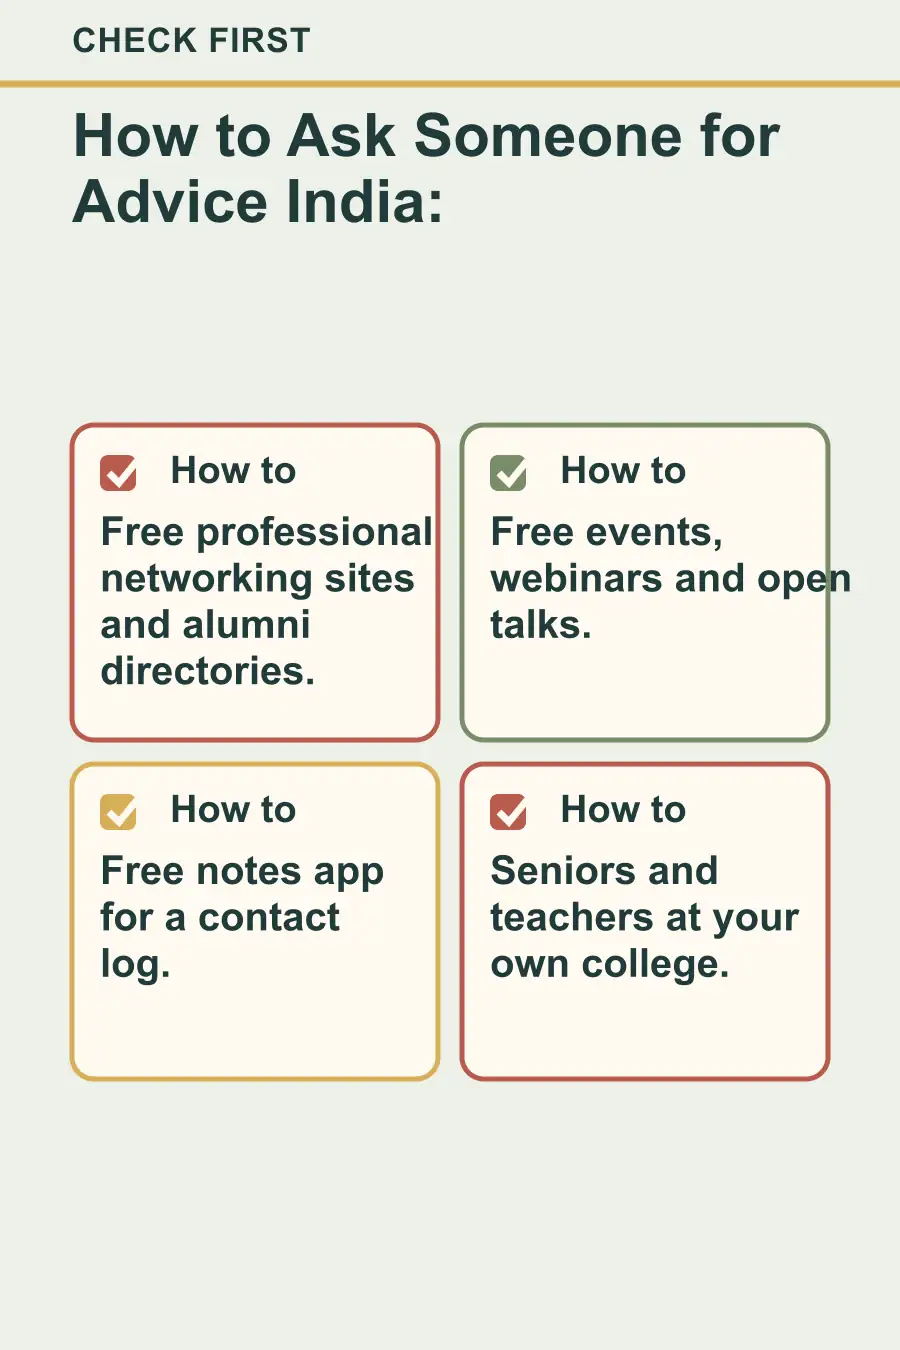 CHECK FIRST
How to Ask Someone for
Advice India:
How to
Free professional
networking sites
and alumni
directories.
How to
Free events,
webinars and open
talks.
How to
Free notes app
for a contact
log.
How to
Seniors and
teachers at your
own college.